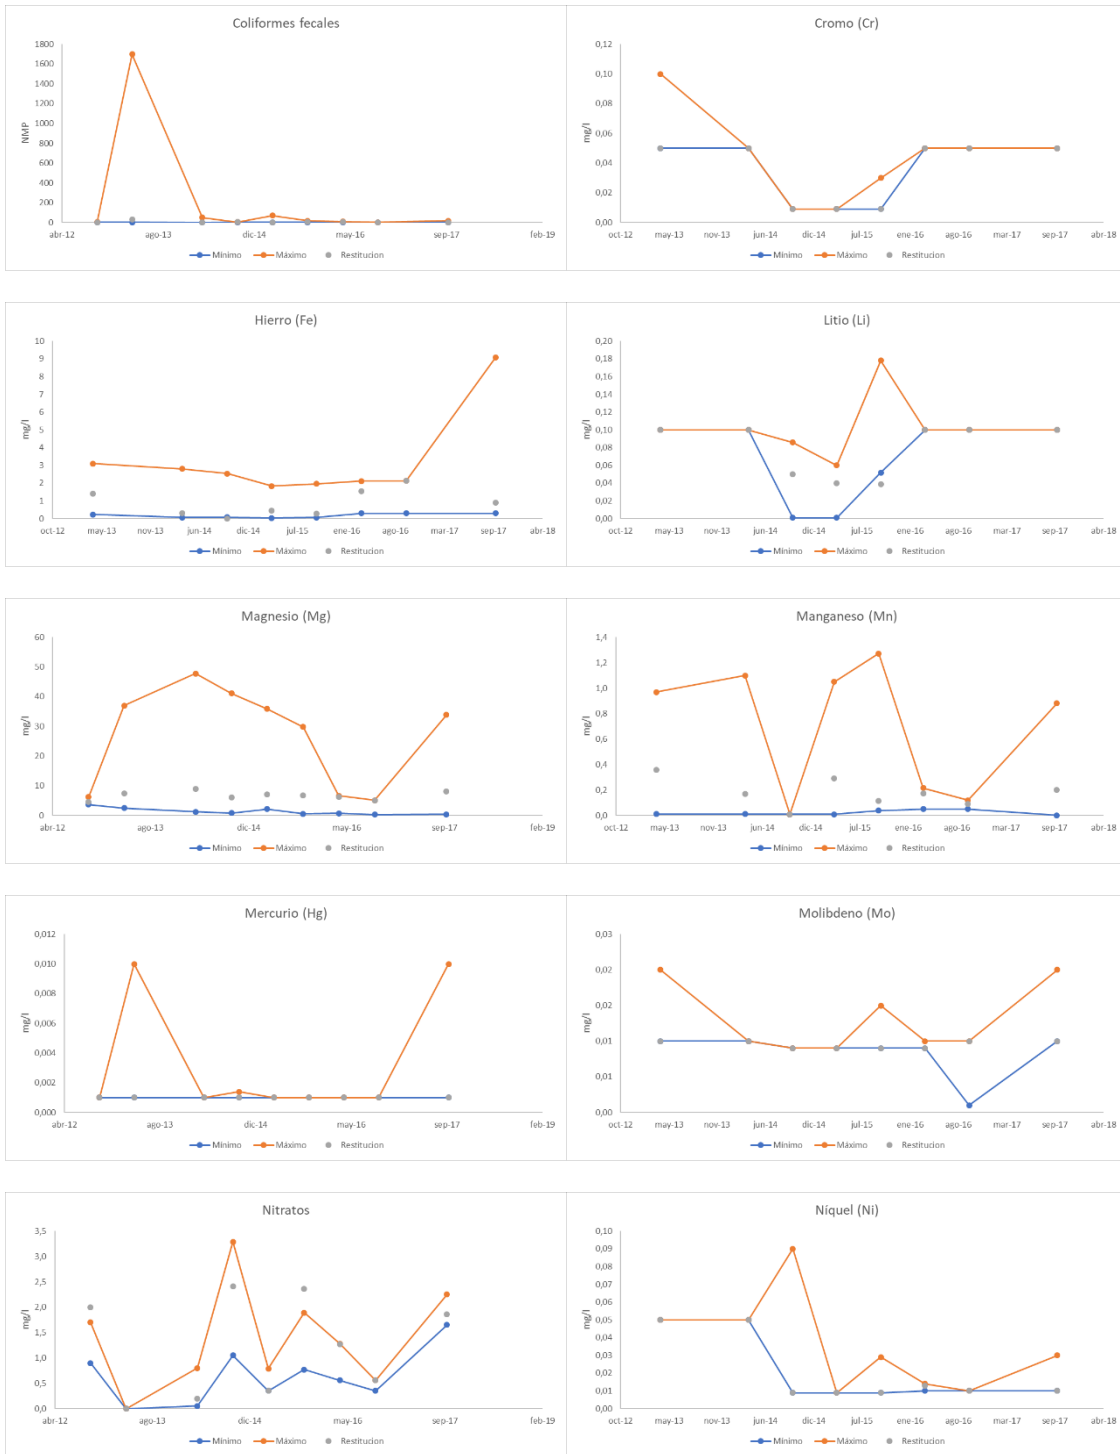 Coliformes fecales
1800
1600
1400
1200
1000
800
600
400
200
0
NMP
abr-12 ago-13 dic-14 may-16 sep-17 feb-19
Mínimo Máximo Restitucion
Cromo (Cr)
0,12
0,10
0,08
0,06
0,04
0,02
0,00
mg/l
oct-12 may-13 nov-13 jun-14 dic-14 jul-15 ene-16 ago-16 mar-17 sep-17 abr-18
Mínimo Máximo Restitucion
Hierro (Fe)
10
9
8
7
6
5
4
3
2
1
0
mg/l
oct-12 may-13 nov-13 jun-14 dic-14 jul-15 ene-16 ago-16 mar-17 sep-17 abr-18
Mínimo Máximo Restitucion
Litio (Li)
0,20
0,18
0,16
0,14
0,12
0,10
0,08
0,06
0,04
0,02
0,00
mg/l
oct-12 may-13 nov-13 jun-14 dic-14 jul-15 ene-16 ago-16 mar-17 sep-17 abr-18
Mínimo Máximo Restitucion
Magnesio (Mg)
60
50
40
30
20
10
0
mg/l
abr-12 ago-13 dic-14 may-16 sep-17 feb-19
Mínimo Máximo Restitucion
Manganeso (Mn)
1,4
1,2
1,0
0,8
0,6
0,4
0,2
0,0
mg/l
oct-12 may-13 nov-13 jun-14 dic-14 jul-15 ene-16 ago-16 mar-17 sep-17 abr-18
Mínimo Máximo Restitucion
Mercurio (Hg)
0,012
0,010
0,008
0,006
0,004
0,002
0,000
mg/l
abr-12 ago-13 dic-14 may-16 sep-17 feb-19
Mínimo Máximo Restitucion
Molibdeno (Mo)
0,03
0,02
0,02
0,01
0,01
0,00
mg/l
oct-12 may-13 nov-13 jun-14 dic-14 jul-15 ene-16 ago-16 mar-17 sep-17 abr-18
Mínimo Máximo Restitucion
Nitratos
3,5
3,0
2,5
2,0
1,5
1,0
0,5
0,0
mg/l
abr-12 ago-13 dic-14 may-16 sep-17 feb-19
Mínimo Máximo Restitucion
Níquel (Ni)
0,10
0,09
0,08
0,07
0,06
0,05
0,04
0,03
0,02
0,01
0,00
mg/l
oct-12 may-13 nov-13 jun-14 dic-14 jul-15 ene-16 ago-16 mar-17 sep-17 abr-18
Mínimo Máximo Restitucion